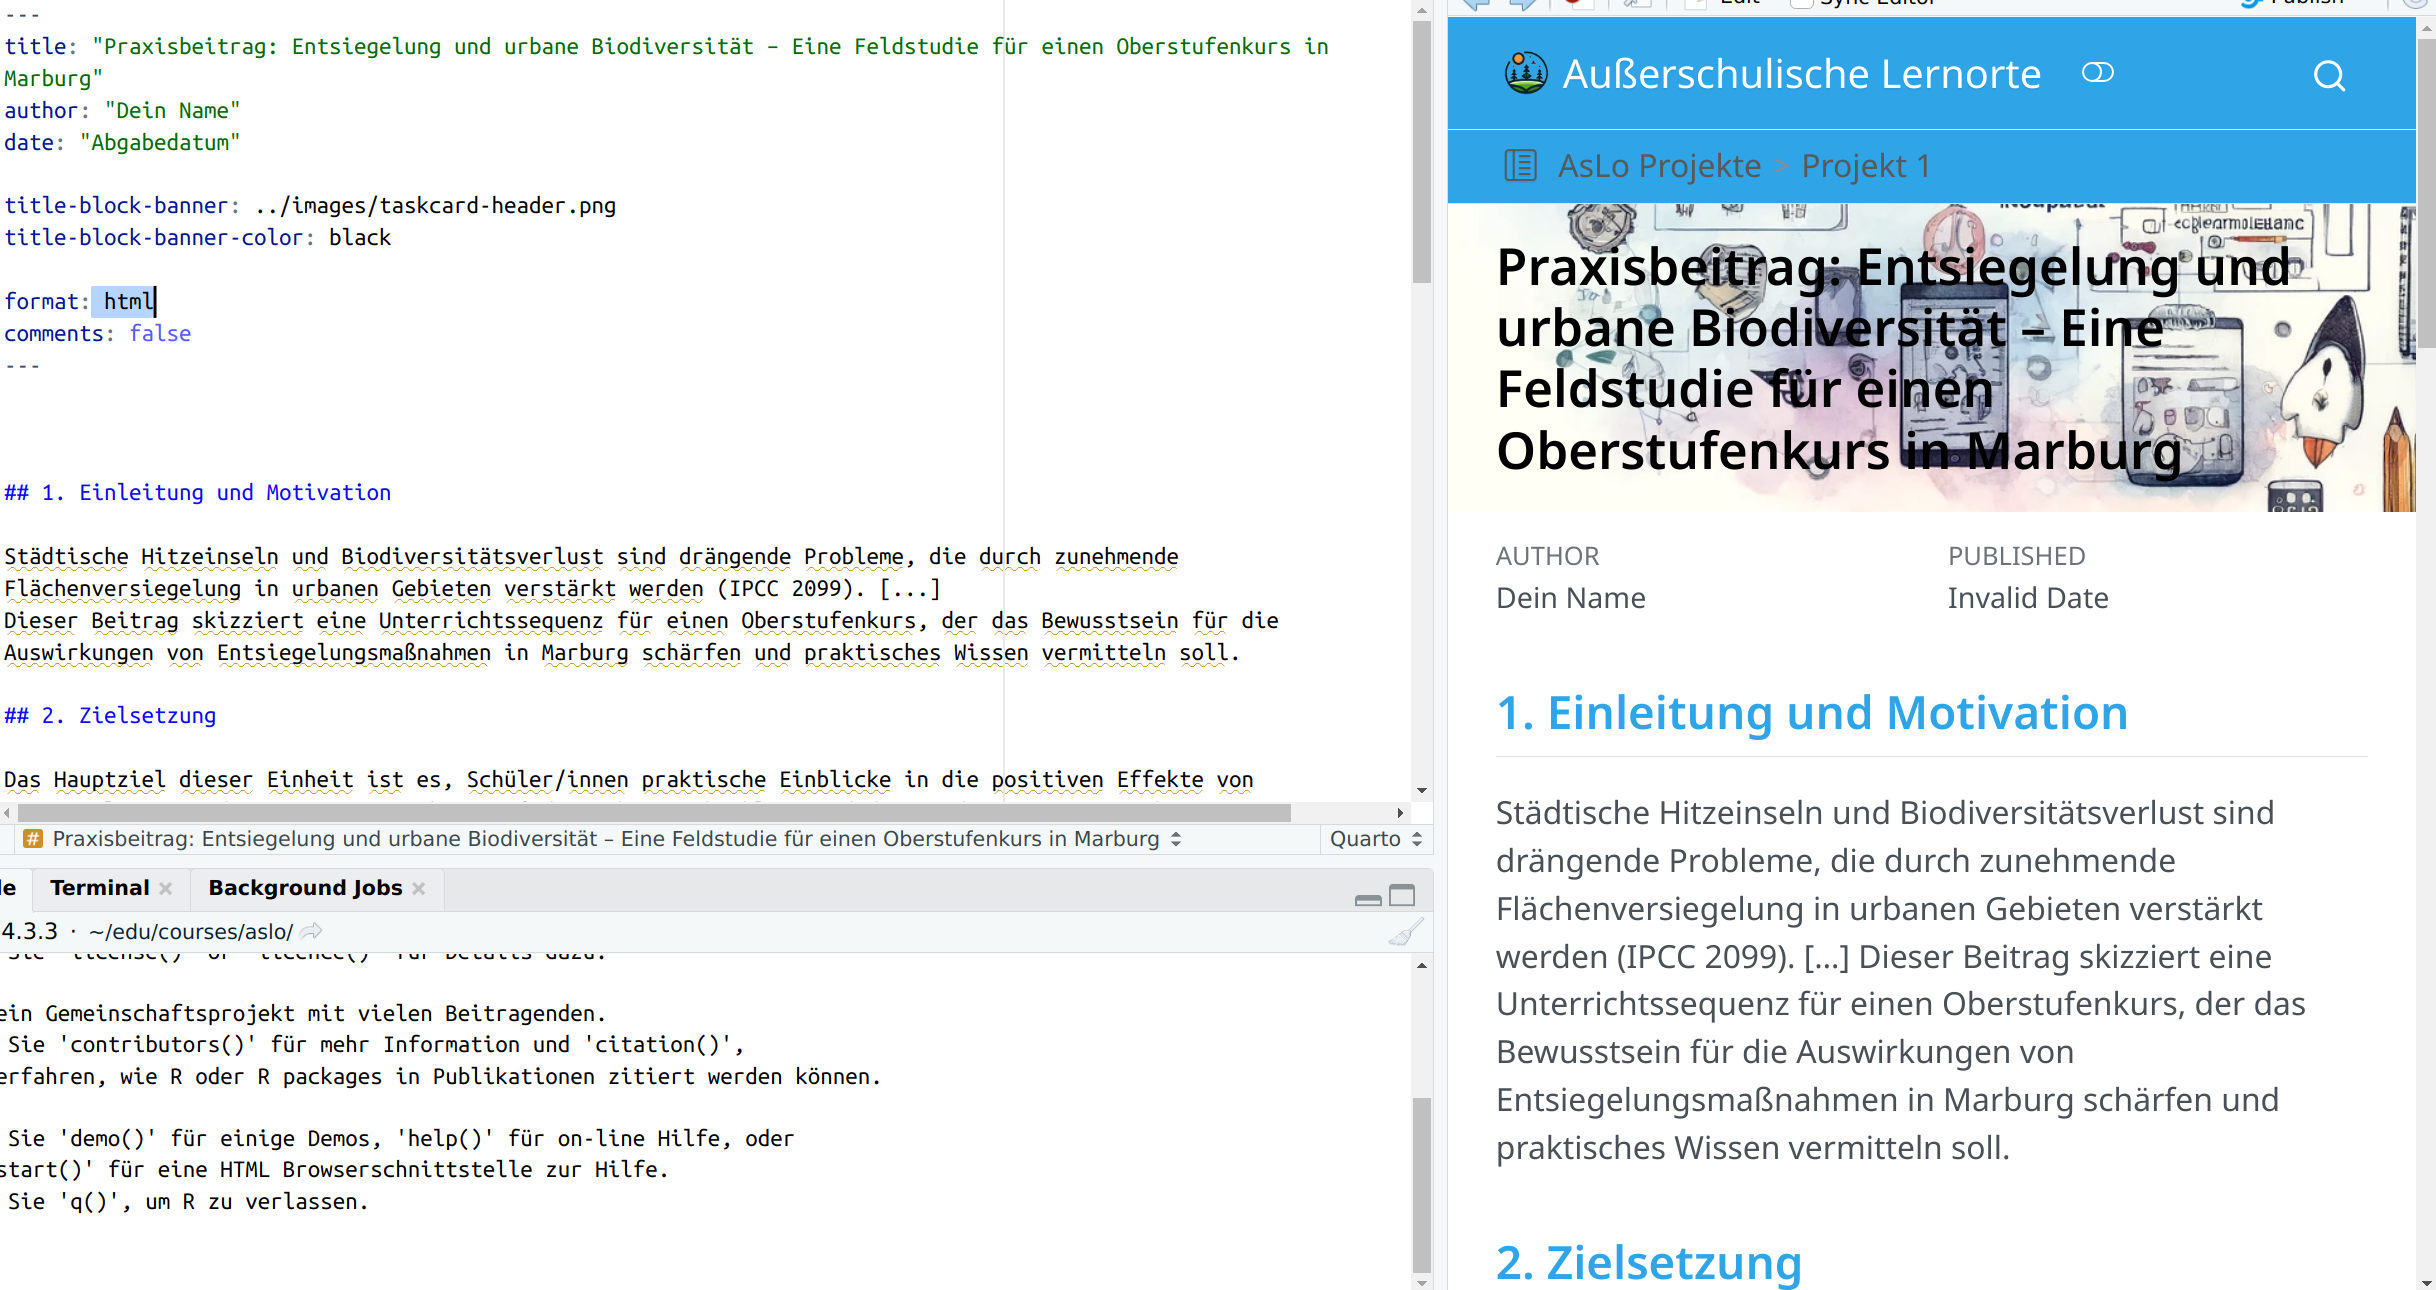 ---
title: "Praxisbeitrag: Entsiegelung und urbane Biodiversität – Eine Feldstudie für einen Oberstufenkurs in
Marburg"
author: "Dein Name"
date: "Abgabedatum"
title-block-banner: ../images/taskcard-header.png
title-block-banner-color: black
format: html
comments: false
---
## 1. Einleitung und Motivation
Städtische Hitzeinseln und Biodiversitätsverlust sind drängende Probleme, die durch zunehmende
Flächenversiegelung in urbanen Gebieten verstärkt werden (IPCC 2099). [...]
Dieser Beitrag skizziert eine Unterrichtssequenz für einen Oberstufenkurs, der das Bewusstsein für die
Auswirkungen von Entsiegelungsmaßnahmen in Marburg schärfen und praktisches Wissen vermitteln soll.
## 2. Zielsetzung
Das Hauptziel dieser Einheit ist es, Schüler/innen praktische Einblicke in die positiven Effekte von
# Praxisbeitrag: Entsiegelung und urbane Biodiversität – Eine Feldstudie für einen Oberstufenkurs in Marburg
Quarto
Terminal
Background Jobs
4.3.3 · ~/edu/courses/aslo/
Sie 'license()' or 'licence()' für Details dazu.
ein Gemeinschaftsprojekt mit vielen Beitragenden.
Sie 'contributors()' für mehr Information und 'citation()',
erfahren, wie R oder R packages in Publikationen zitiert werden können.
Sie 'demo()' für einige Demos, 'help()' für on-line Hilfe, oder
start()' für eine HTML Browserschnittstelle zur Hilfe.
Sie 'q()', um R zu verlassen.
Edit
Sync Editor
Publish
Außerschulische Lernorte
AsLo Projekte > Projekt 1
Praxisbeitrag: Entsiegelung und
urbane Biodiversität – Eine
Feldstudie für einen
Oberstufenkurs in Marburg
AUTHOR
PUBLISHED
Dein Name
Invalid Date
1. Einleitung und Motivation
Städtische Hitzeinseln und Biodiversitätsverlust sind
drängende Probleme, die durch zunehmende
Flächenversiegelung in urbanen Gebieten verstärkt
werden (IPCC 2099). […] Dieser Beitrag skizziert eine
Unterrichtssequenz für einen Oberstufenkurs, der das
Bewusstsein für die Auswirkungen von
Entsiegelungsmaßnahmen in Marburg schärfen und
praktisches Wissen vermitteln soll.
2. Zielsetzung